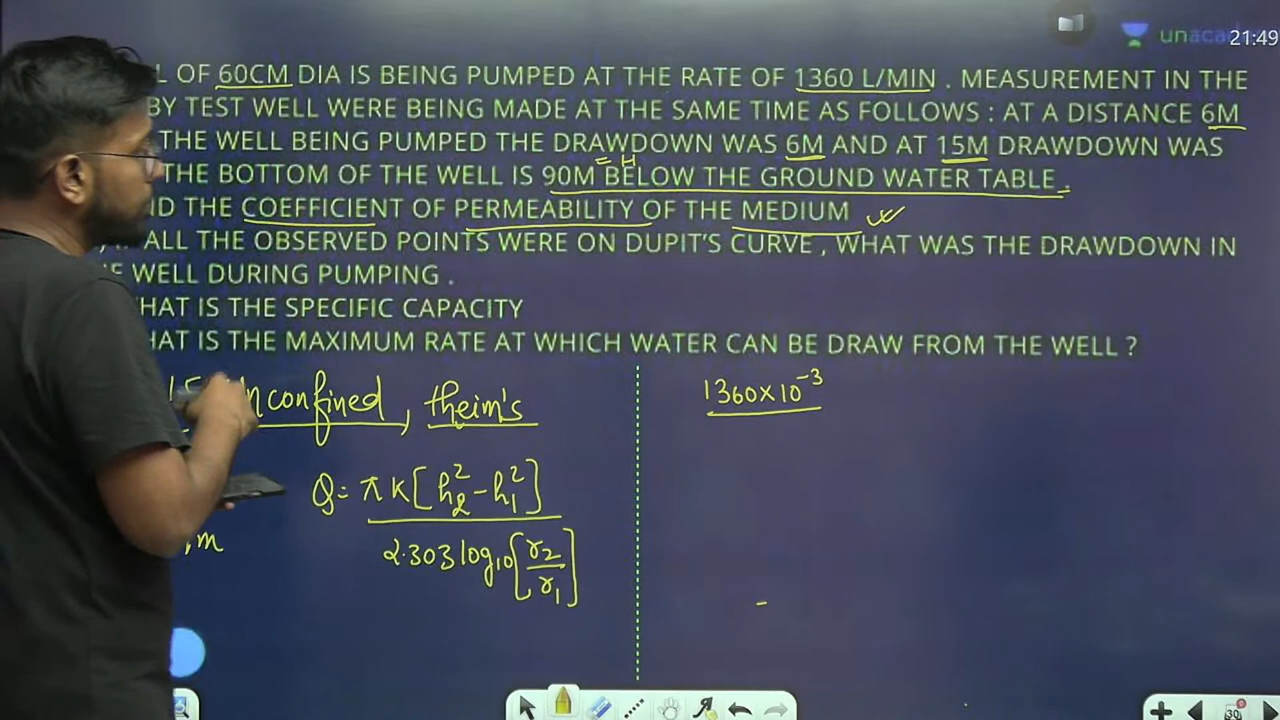 unaca
21:49
L OF 60CM DIA IS BEING PUMPED AT THE RATE OF 1360 L/MIN . MEASUREMENT IN THE
BY TEST WELL WERE BEING MADE AT THE SAME TIME AS FOLLOWS : AT A DISTANCE 6M
THE WELL BEING PUMPED THE DRAWDOWN WAS 6M AND AT 15M DRAWDOWN WAS
= H
THE BOTTOM OF THE WELL IS 90M BELOW THE GROUND WATER TABLE .
ND THE COEFFICIENT OF PERMEABILITY OF THE MEDIUM
ALL THE OBSERVED POINTS WERE ON DUPIT'S CURVE , WHAT WAS THE DRAWDOWN IN
WELL DURING PUMPING .
HAT IS THE SPECIFIC CAPACITY
HAT IS THE MAXIMUM RATE AT WHICH WATER CAN BE DRAW FROM THE WELL ?
nconfined, theim's
1360×10⁻³
Q = π K [h₂² - h₁²]
2.303 log₁₀ [r₂/r₁]
, m
30